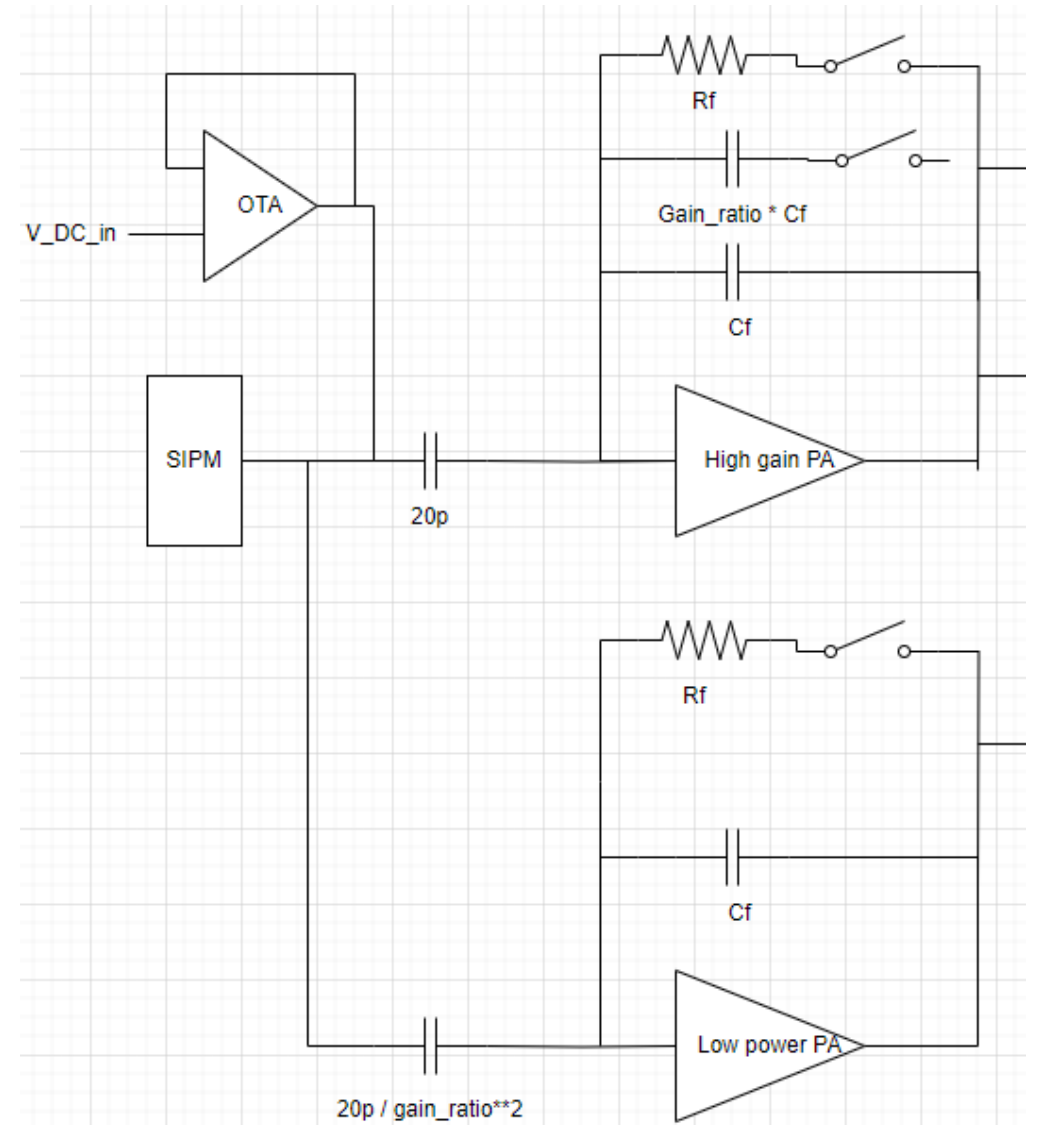 Rf
OTA
V_DC_in
Gain_ratio * Cf
Cf
SIPM
High gain PA
20p
Rf
Cf
Low power PA
20p / gain_ratio**2